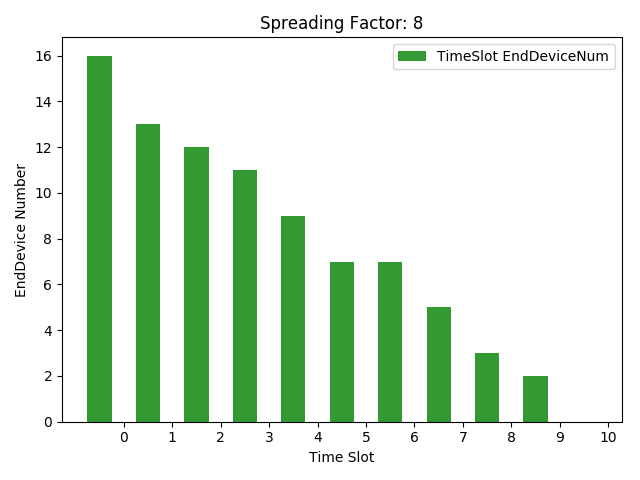 Spreading Factor: 8
TimeSlot EndDeviceNum
EndDevice Number
16
14
12
10
8
6
4
2
0
0 1 2 3 4 5 6 7 8 9 10
Time Slot